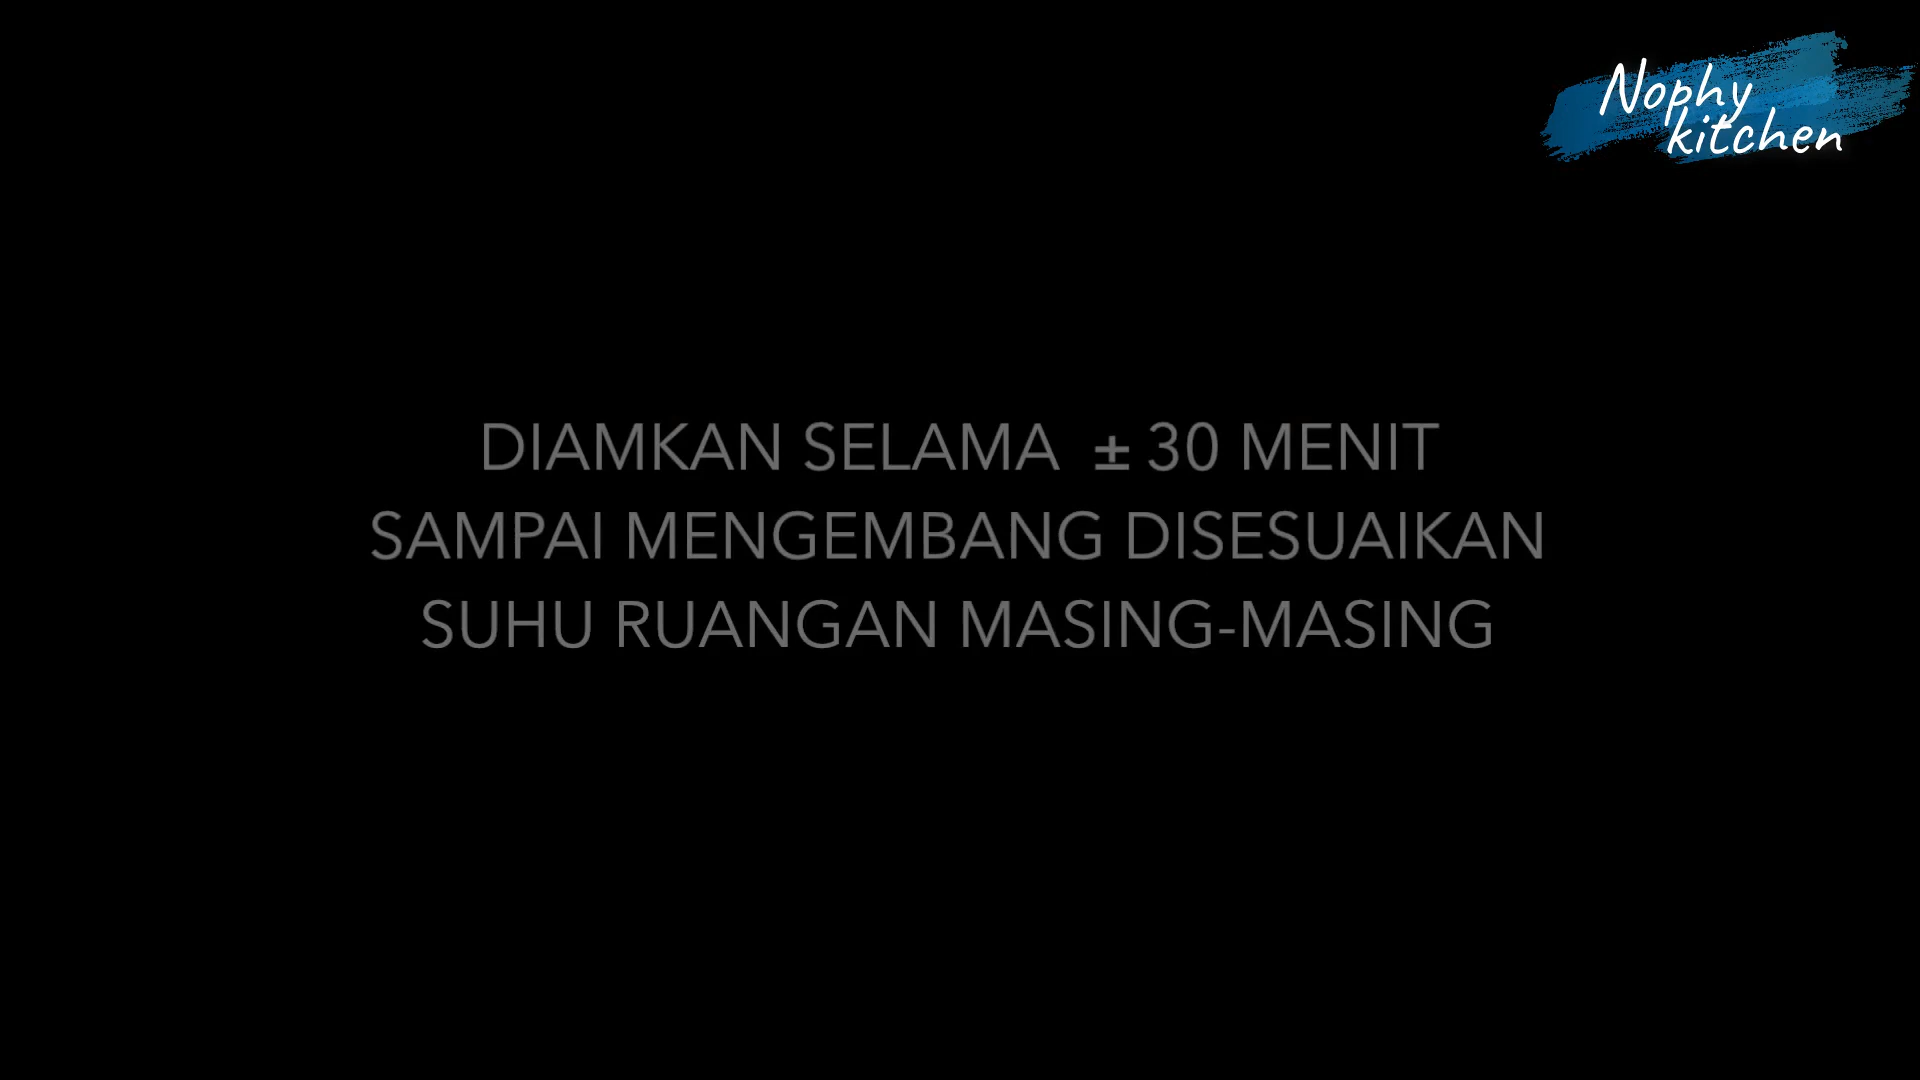 Nophy
kitchen
DIAMKAN SELAMA ± 30 MENIT
SAMPAI MENGEMBANG DISESUAIKAN
SUHU RUANGAN MASING-MASING